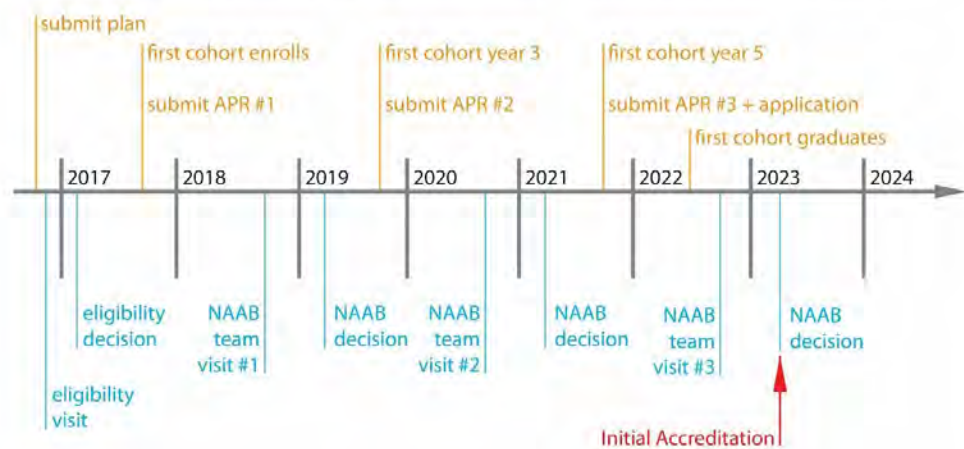 submit plan
first cohort enrolls
first cohort year 3
first cohort year 5
submit APR #1
submit APR #2
submit APR #3 + application
first cohort graduates
2017
2018
2019
2020
2021
2022
2023
2024
eligibility
decision
NAAB
team
visit #1
NAAB
decision
NAAB
team
visit #2
NAAB
decision
NAAB
team
visit #3
NAAB
decision
eligibility
visit
Initial Accreditation